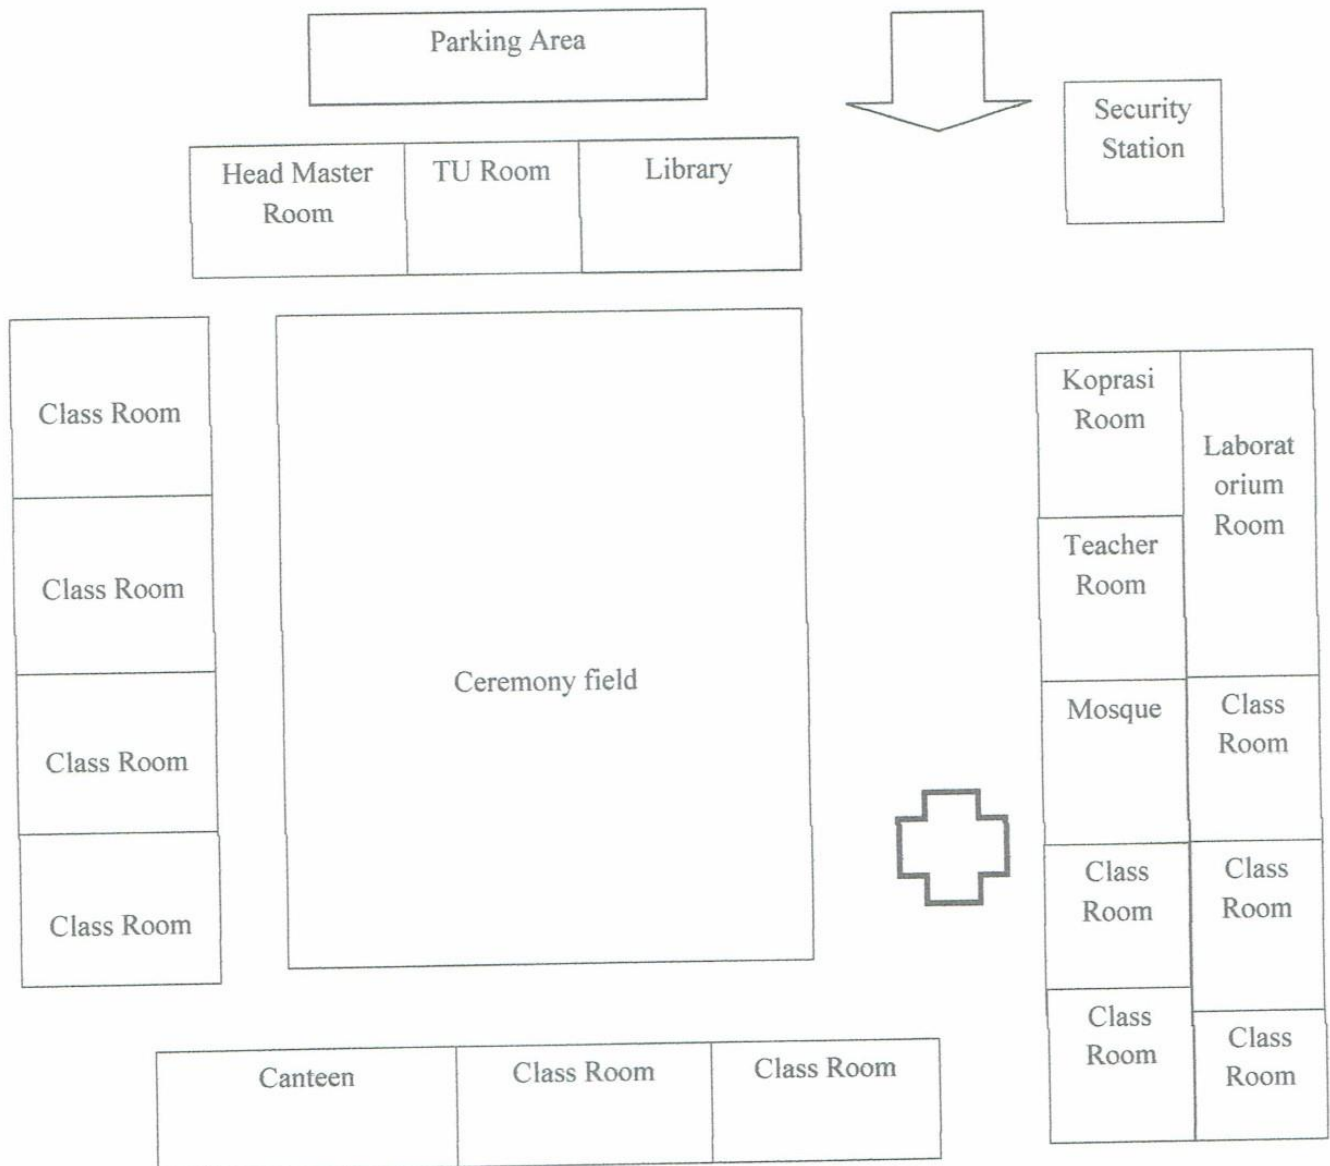 Parking Area
Security
Station
Head Master
Room
TU Room
Library
Class Room
Class Room
Class Room
Class Room
Ceremony field
Koprasi
Room
Laborat
orium
Room
Teacher
Room
Mosque
Class
Room
Class
Room
Class
Room
Class
Room
Class
Room
Canteen
Class Room
Class Room